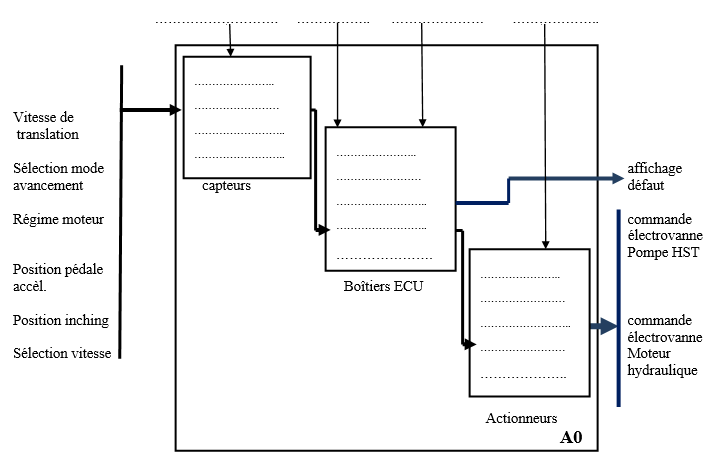 Vitesse de
translation
Sélection mode
avancement
Régime moteur
Position pédale
accèl.
Position inching
Sélection vitesse
capteurs
Boîtiers ECU
Actionneurs
A0
affichage
défaut
commande
électrovanne
Pompe HST
commande
électrovanne
Moteur
hydraulique